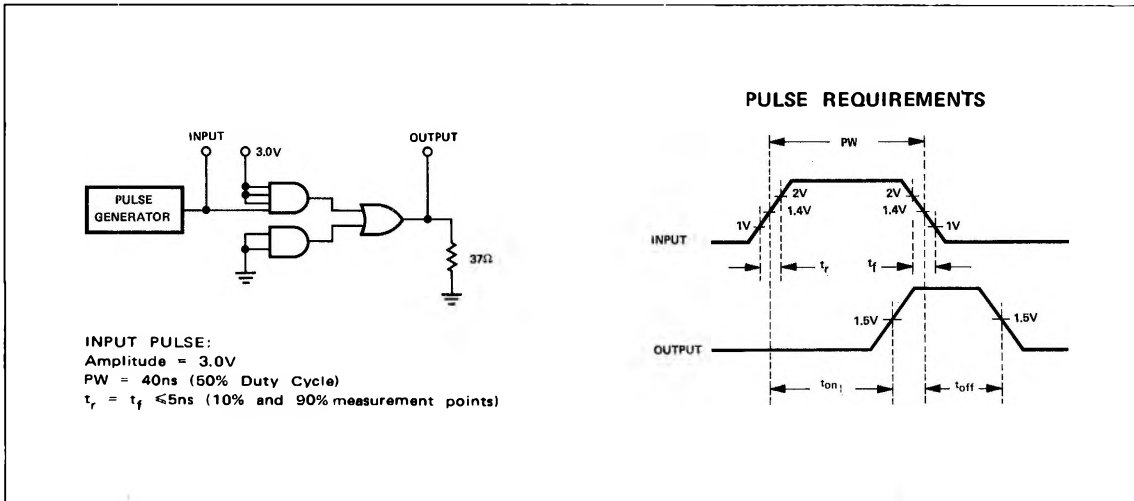 PULSE REQUIREMENTS
INPUT
3.0V
OUTPUT
PULSE
GENERATOR
37Ω
INPUT PULSE:
Amplitude = 3.0V
PW = 40ns (50% Duty Cycle)
tr = tf ≤5ns (10% and 90% measurement points)
PW
2V
2V
1.4V
1.4V
1V
1V
INPUT
tr
tf
1.5V
1.5V
OUTPUT
ton
toff